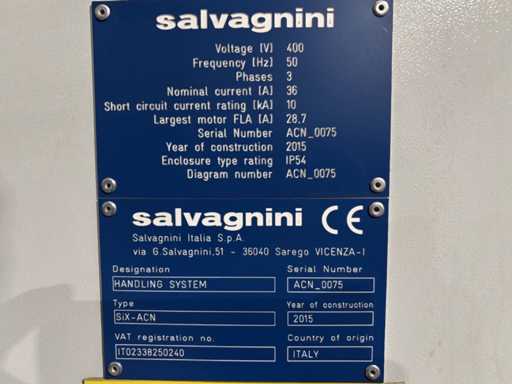 salvagnini
Voltage [V] 400
Frequency [Hz] 50
Phases 3
Nominal current [A] 36
Short circuit current rating [kA] 10
Largest motor FLA [A] 28,7
Serial Number ACN_0075
Year of construction 2015
Enclosure type rating IP54
Diagram number ACN_0075
salvagnini CE
Salvagnini Italia S.p.A.
via G.Salvagnini,51 - 36040 Sarego VICENZA-I
Designation Serial Number
HANDLING SYSTEM ACN_0075
Type Year of construction
SiX-ACN 2015
VAT registration no. Country of origin
IT02338250240 ITALY